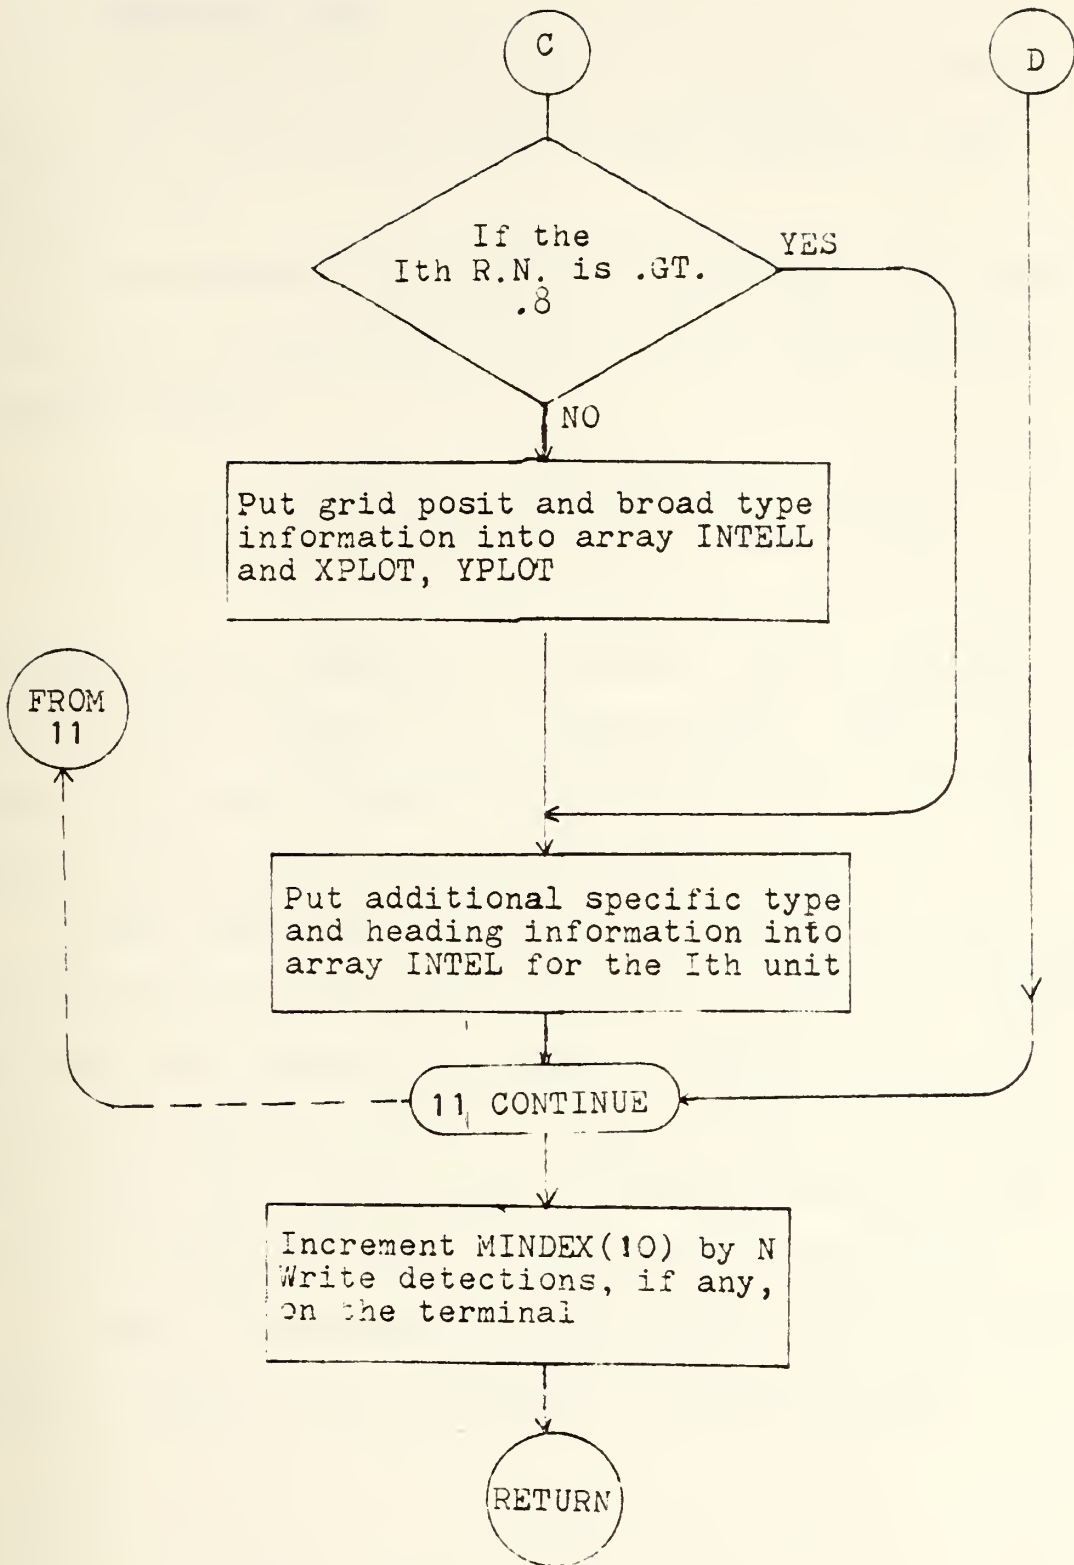 C
D
If the
Ith R.N. is .GT.
.8
YES
NO
Put grid posit and broad type
information into array INTELL
and XPLOT, YPLOT
FROM
11
Put additional specific type
and heading information into
array INTEL for the Ith unit
11 CONTINUE
Increment MINDEX(10) by N
Write detections, if any,
on the terminal
RETURN